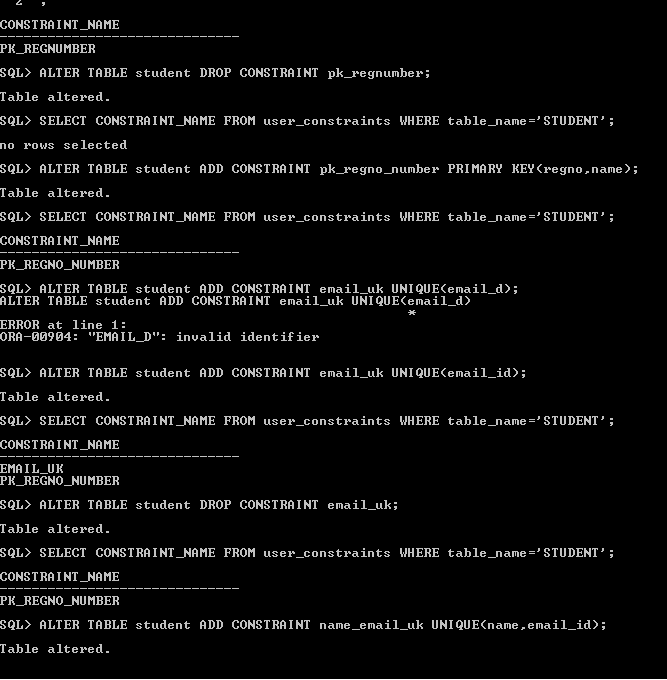 2  ;
CONSTRAINT_NAME
------------------------------
PK_REGNUMBER
SQL> ALTER TABLE student DROP CONSTRAINT pk_regnumber;
Table altered.
SQL> SELECT CONSTRAINT_NAME FROM user_constraints WHERE table_name='STUDENT';
no rows selected
SQL> ALTER TABLE student ADD CONSTRAINT pk_regno_number PRIMARY KEY(regno,name);
Table altered.
SQL> SELECT CONSTRAINT_NAME FROM user_constraints WHERE table_name='STUDENT';
CONSTRAINT_NAME
------------------------------
PK_REGNO_NUMBER
SQL> ALTER TABLE student ADD CONSTRAINT email_uk UNIQUE(email_d);
ALTER TABLE student ADD CONSTRAINT email_uk UNIQUE(email_d)
*
ERROR at line 1:
ORA-00904: "EMAIL_D": invalid identifier
SQL> ALTER TABLE student ADD CONSTRAINT email_uk UNIQUE(email_id);
Table altered.
SQL> SELECT CONSTRAINT_NAME FROM user_constraints WHERE table_name='STUDENT';
CONSTRAINT_NAME
------------------------------
EMAIL_UK
PK_REGNO_NUMBER
SQL> ALTER TABLE student DROP CONSTRAINT email_uk;
Table altered.
SQL> SELECT CONSTRAINT_NAME FROM user_constraints WHERE table_name='STUDENT';
CONSTRAINT_NAME
------------------------------
PK_REGNO_NUMBER
SQL> ALTER TABLE student ADD CONSTRAINT name_email_uk UNIQUE(name,email_id);
Table altered.